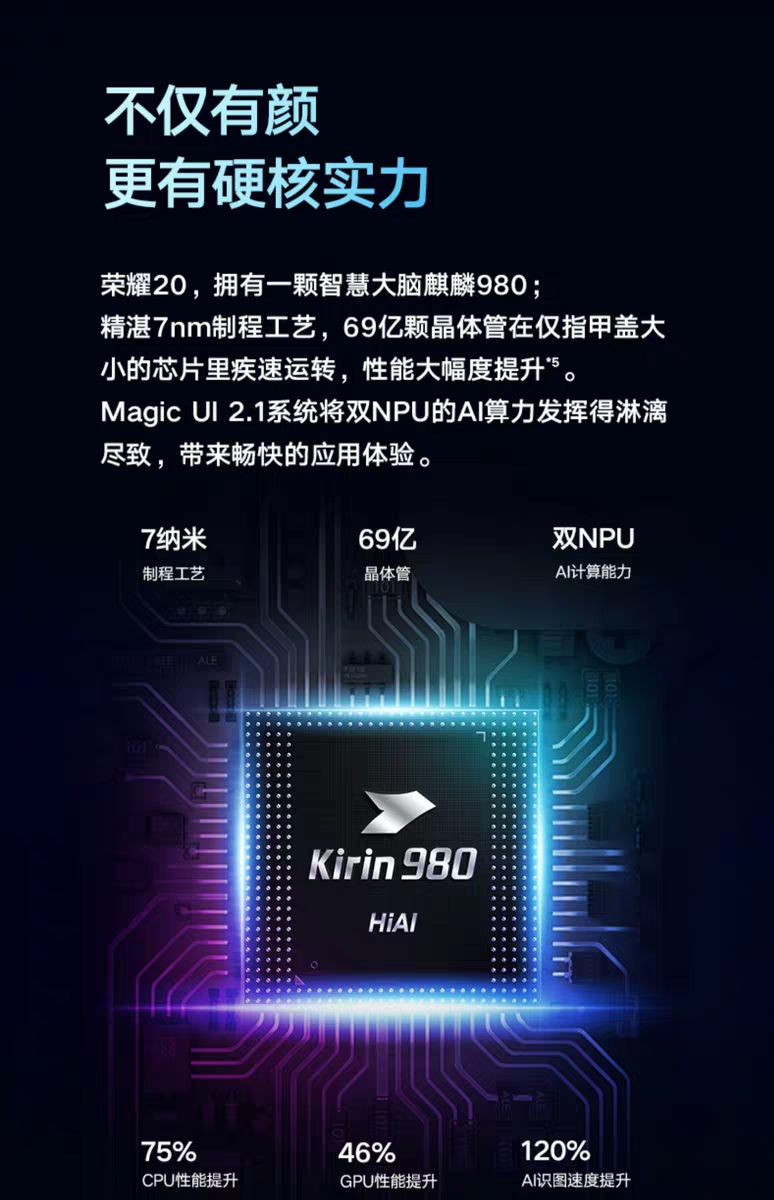 不仅有颜
更有硬核实力
荣耀20，拥有一颗智慧大脑麒麟980；
精湛7nm制程工艺，69亿颗晶体管在仅指甲盖大
小的芯片里疾速运转，性能大幅度提升*5。
Magic UI 2.1系统将双NPU的AI算力发挥得淋漓
尽致，带来畅快的应用体验。
7纳米 69亿 双NPU
制程工艺 晶体管 AI计算能力
ALE
Kirin 980
HiAI
75% 46% 120%
CPU性能提升 GPU性能提升 AI识图速度提升